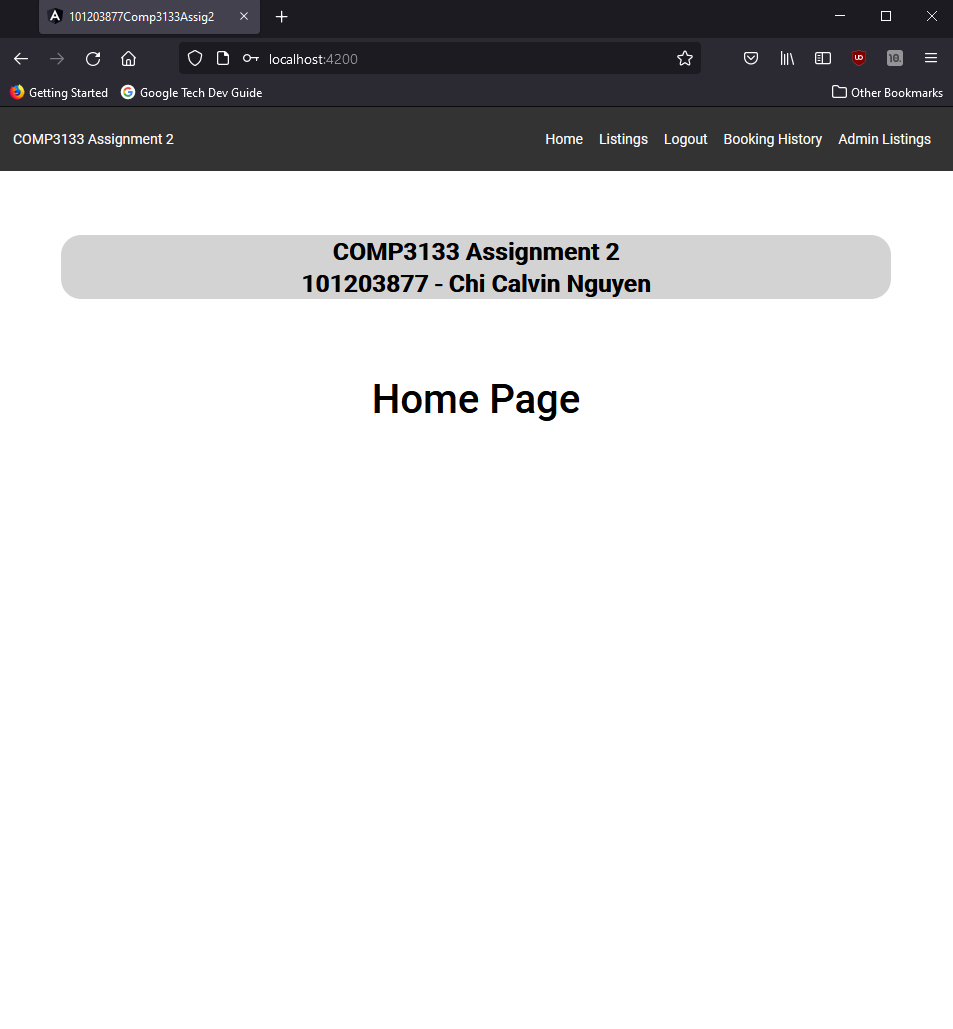 101203877Comp3133Assig2
localhost:4200
Getting Started Google Tech Dev Guide Other Bookmarks
COMP3133 Assignment 2 Home Listings Logout Booking History Admin Listings
COMP3133 Assignment 2
101203877 - Chi Calvin Nguyen
Home Page